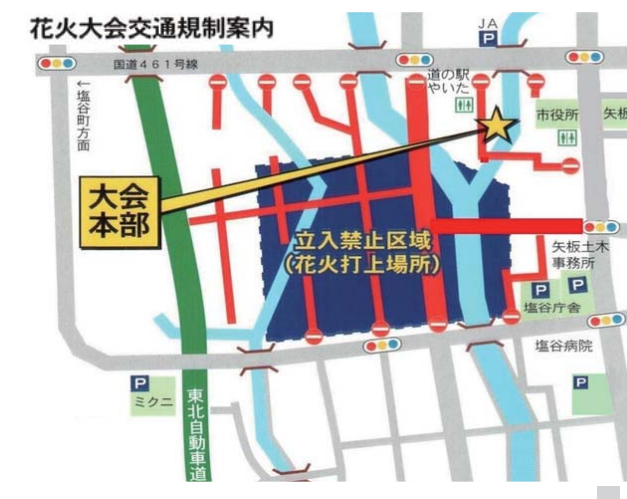 花火大会交通規制案内
JA
P
国道461号線
道の駅
やいた
←塩谷町方面
市役所
矢板
大会
本部
立入禁止区域
(花火打上場所)
矢板土木
事務所
P
P
塩谷庁舎
塩谷病院
P
ミクニ
P
東北自動車道